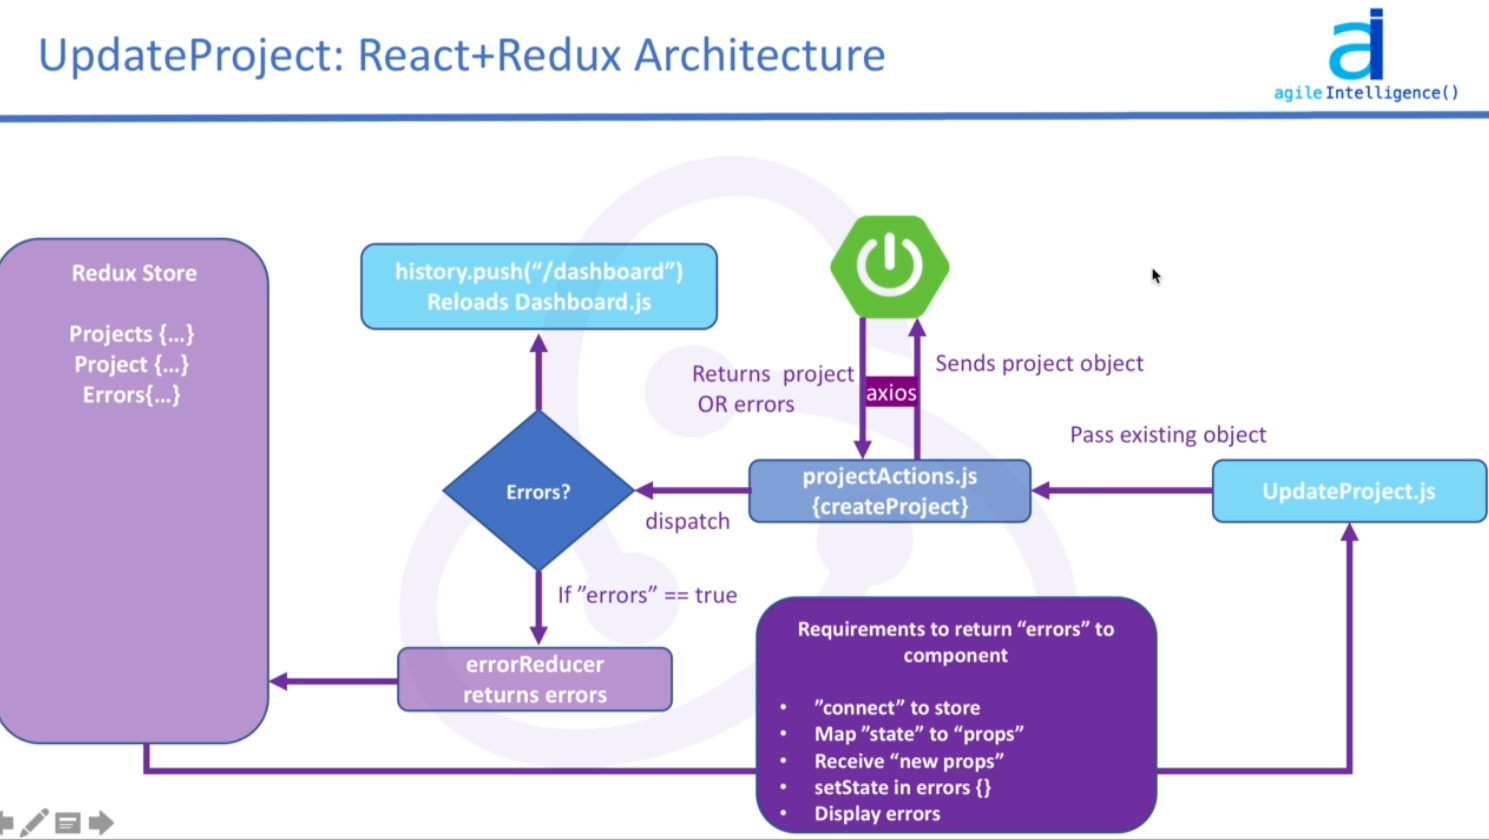 UpdateProject: React+Redux Architecture
ai
agileIntelligence()
Redux Store
Projects {…}
Project {…}
Errors{…}
history.push(“/dashboard”)
Reloads Dashboard.js
Returns project
OR errors
axios
Sends project object
Pass existing object
Errors?
dispatch
projectActions.js
{createProject}
UpdateProject.js
If ”errors” == true
errorReducer
returns errors
Requirements to return “errors” to
component
• ”connect” to store
• Map ”state” to “props”
• Receive “new props”
• setState in errors {}
• Display errors